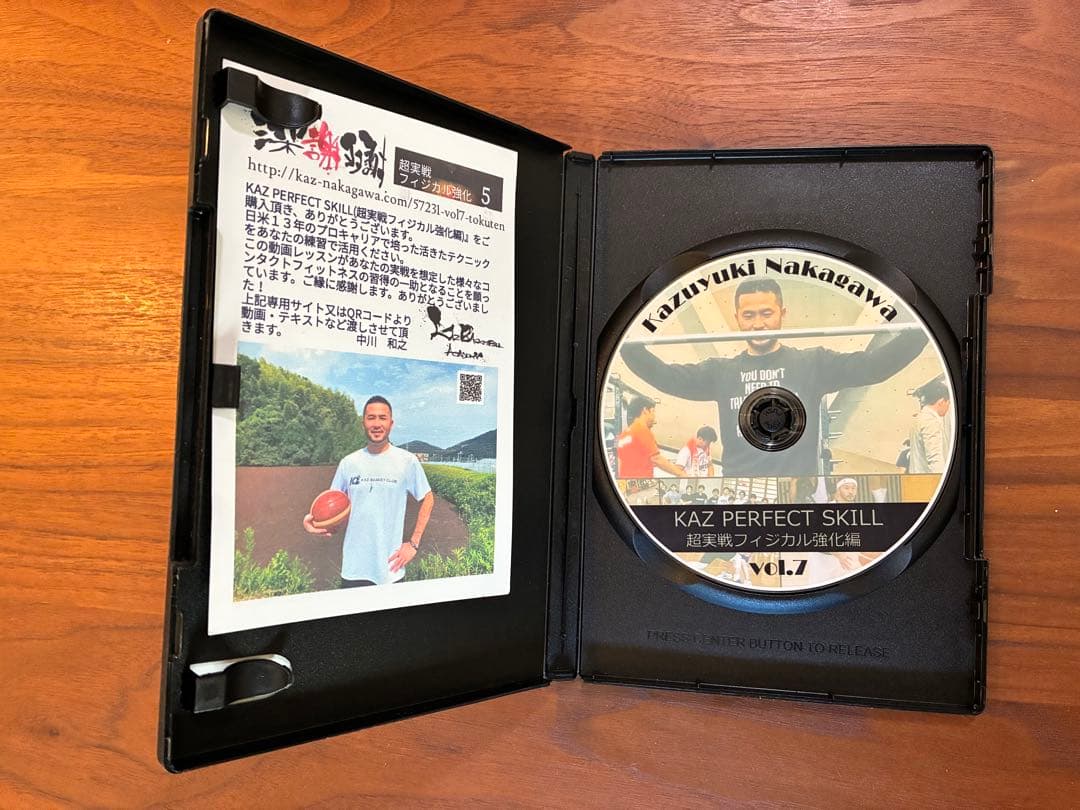 超実戦
フィジカル強化 5
http://kaz-nakagawa.com/57231-vol7-tokuten
KAZ PERFECT SKILL(超実戦フィジカル強化編)』をご
購入頂き、ありがとうございます。
日米13年のプロキャリアで培った活きたテクニック
をあなたの練習で活用ください。
この動画レッスンがあなたの実戦を想定した様々なコ
ンタクトフィットネスの習得の一助となることを願っ
ています。ご縁に感謝します。ありがとうございまし
た！
上記専用サイト又はQRコードより
動画・テキストなど渡しさせて頂
きます。
中川 和之
KAZ BASKET CLUB
Kazuyuki Nakagawa
YOU DON'T
NEED TO
KAZ PERFECT SKILL
超実戦フィジカル強化編
vol.7
PRESS CENTER BUTTON TO RELEASE